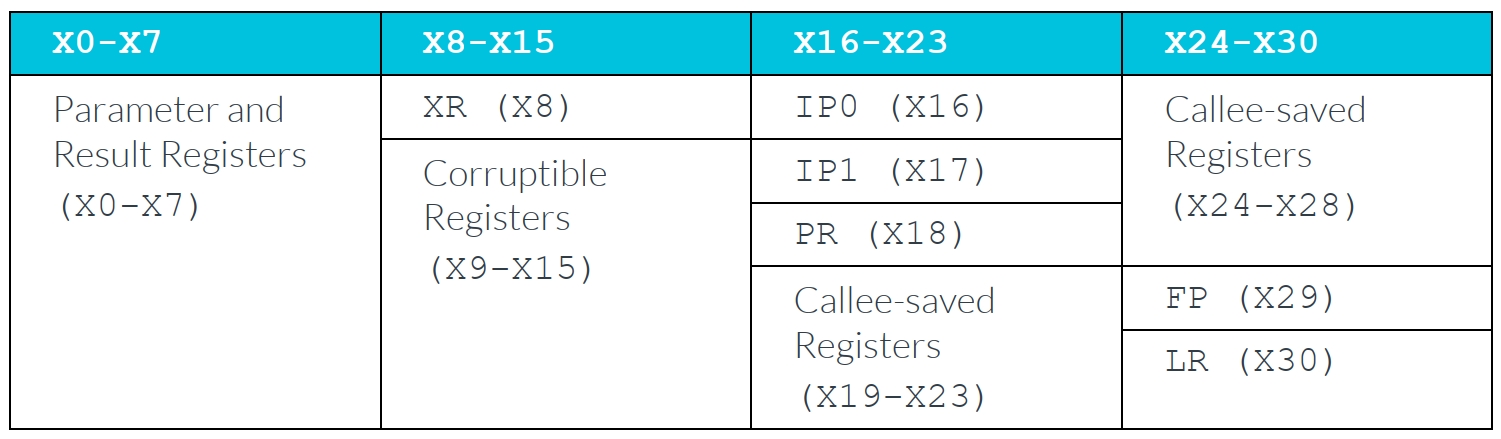 X0-X7
X8-X15
X16-X23
X24-X30
Parameter and
Result Registers
(X0-X7)
XR (X8)
Corruptible
Registers
(X9-X15)
IP0 (X16)
IP1 (X17)
PR (X18)
Callee-saved
Registers
(X19-X23)
Callee-saved
Registers
(X24-X28)
FP (X29)
LR (X30)